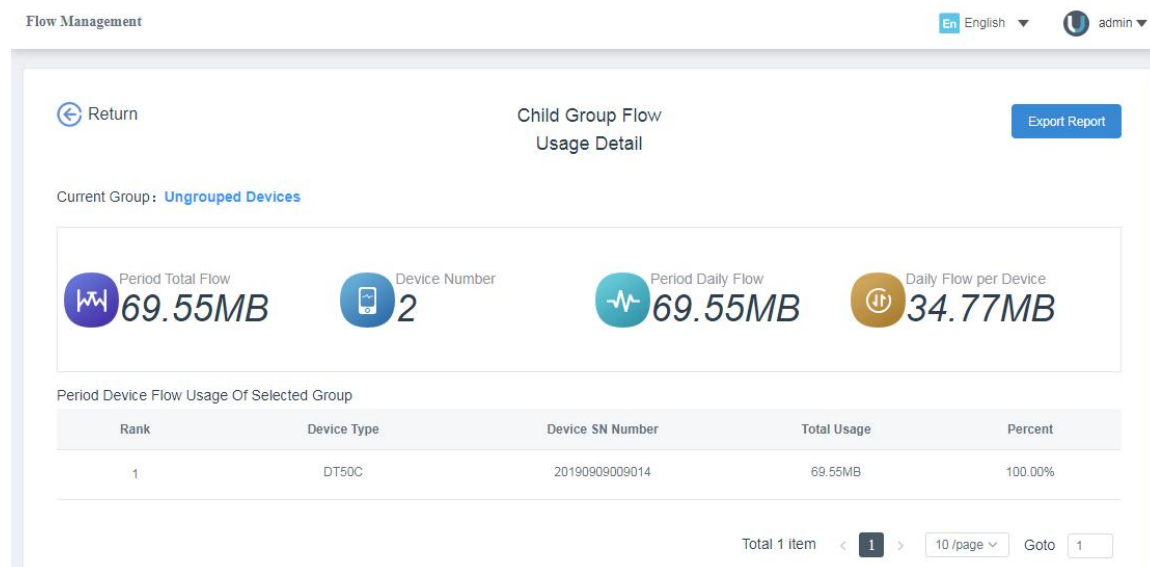 Flow Management
En English
admin
Return
Child Group Flow
Usage Detail
Export Report
Current Group： Ungrouped Devices
Period Total Flow
69.55MB
Device Number
2
Period Daily Flow
69.55MB
Daily Flow per Device
34.77MB
Period Device Flow Usage Of Selected Group
Rank Device Type Device SN Number Total Usage Percent
1 DT50C 20190909009014 69.55MB 100.00%
Total 1 item < 1 > 10 /page Goto 1